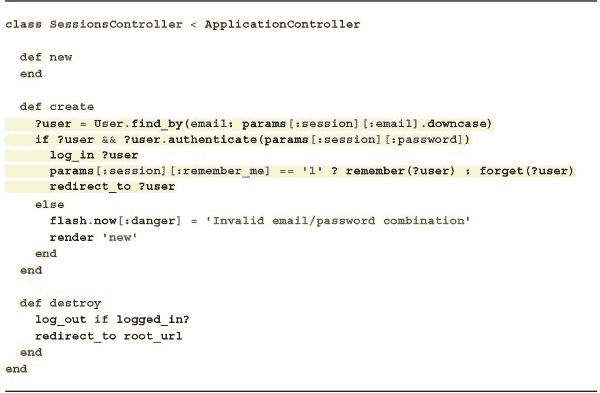 class SessionsController < ApplicationController
  def new
  end
  def create
    ?user = User.find_by(email: params[:session][:email].downcase)
    if ?user && ?user.authenticate(params[:session][:password])
      log_in ?user
      params[:session][:remember_me] == '1' ? remember(?user) : forget(?user)
      redirect_to ?user
    else
      flash.now[:danger] = 'Invalid email/password combination'
      render 'new'
    end
  end
  def destroy
    log_out if logged_in?
    redirect_to root_url
  end
end